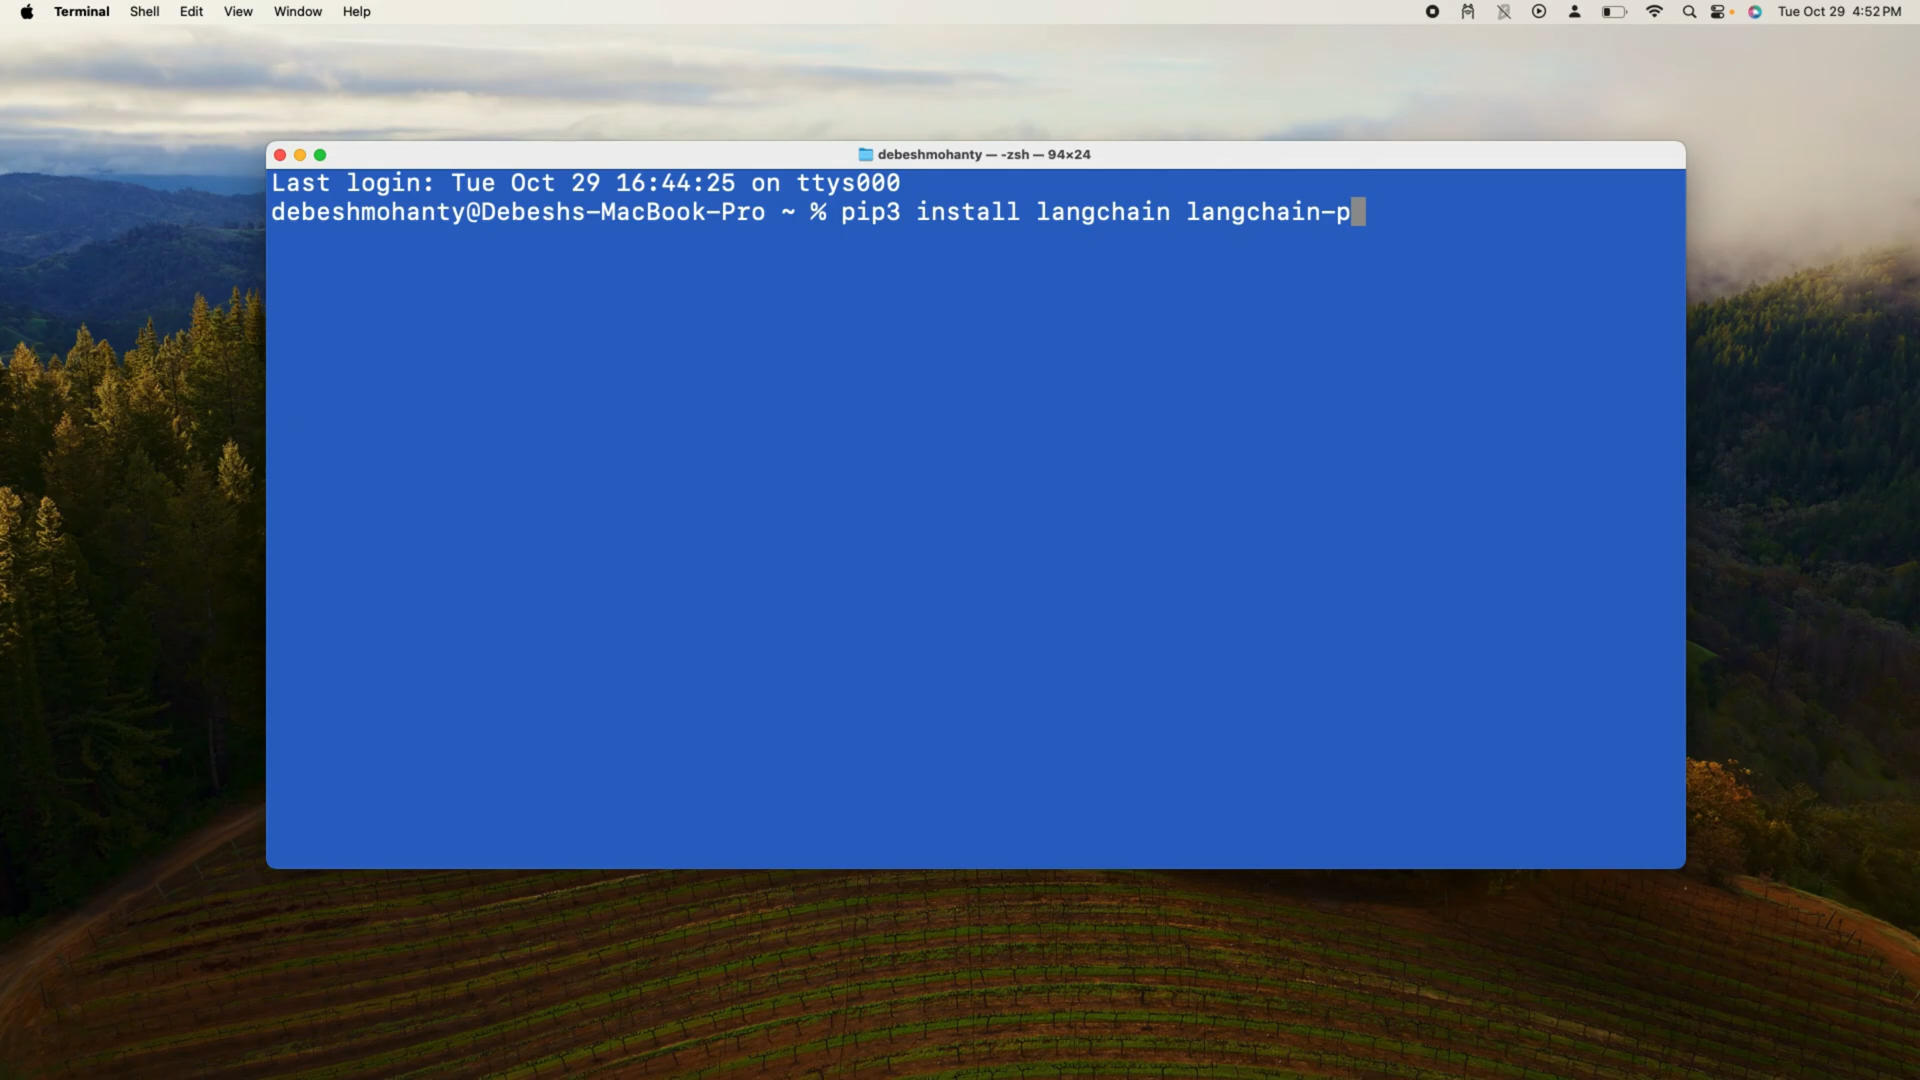 Terminal Shell Edit View Window Help Tue Oct 29 4:52 PM
debeshmohanty — -zsh — 94×24
Last login: Tue Oct 29 16:44:25 on ttys000
debeshmohanty@Debeshs-MacBook-Pro ~ % pip3 install langchain langchain-p